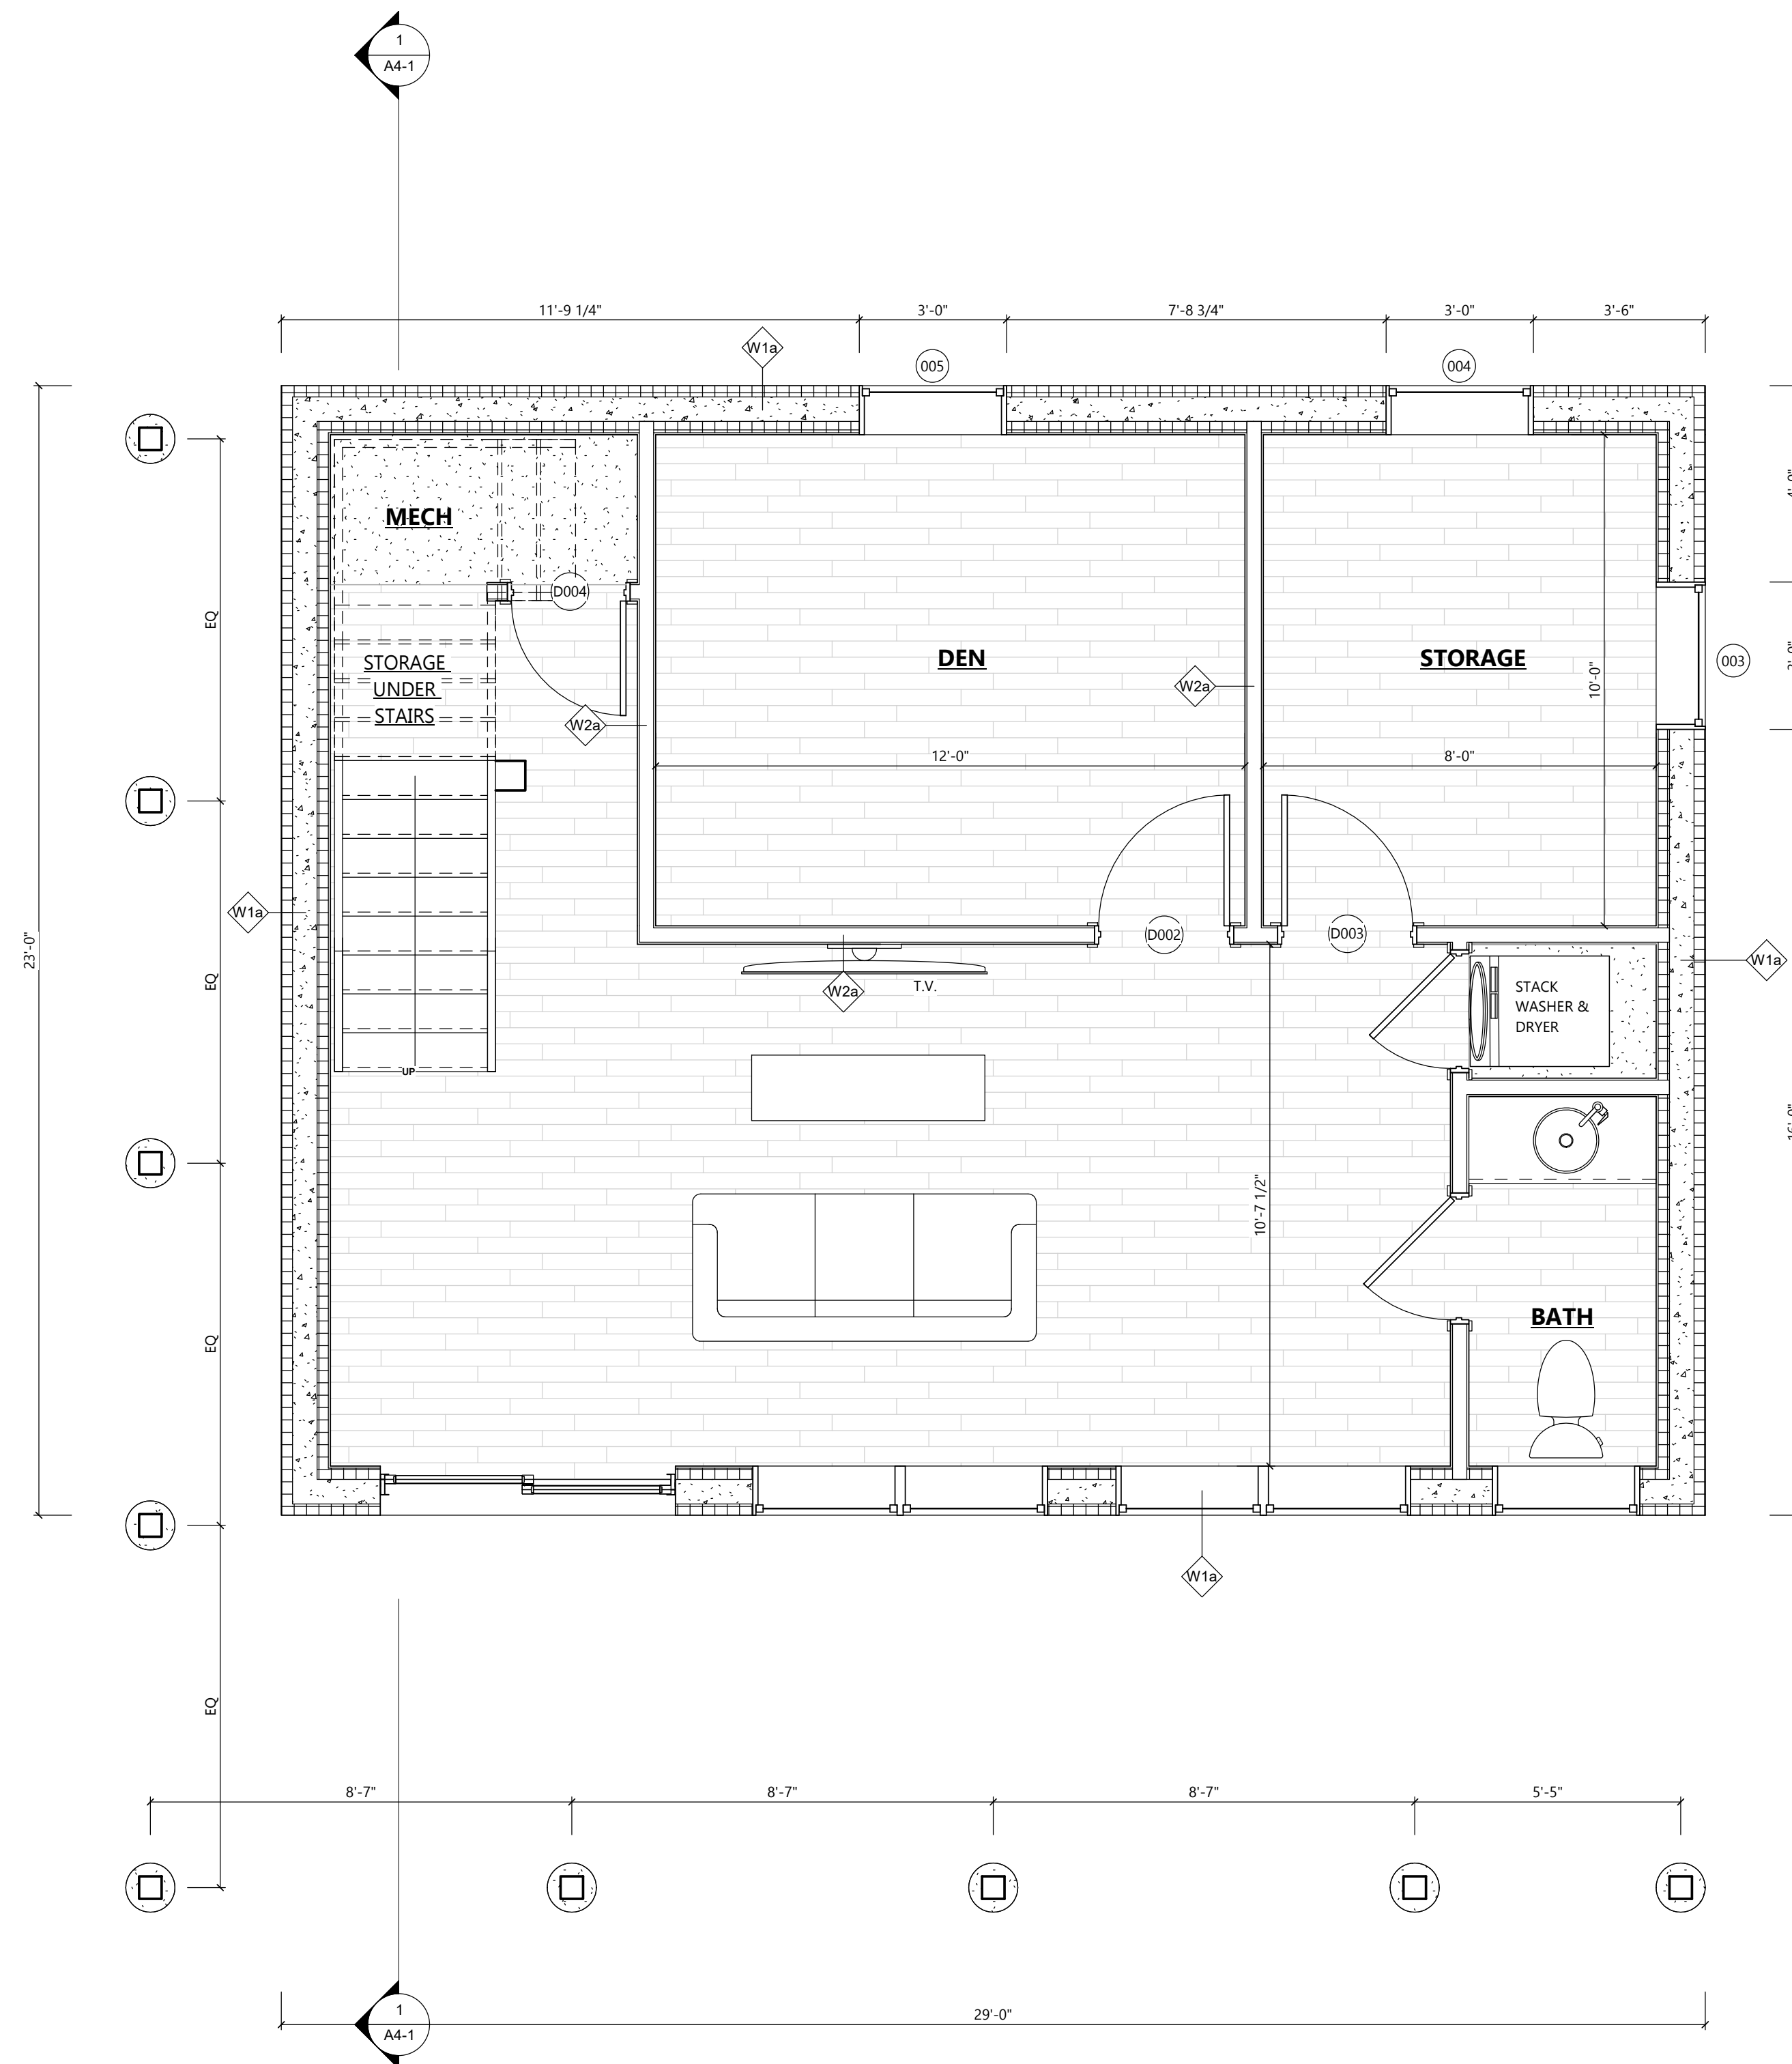 1
A4-1
11'-9 1/4"
3'-0"
7'-8 3/4"
3'-0"
3'-6"
W1a
005
004
MECH
D004
EQ
STORAGE
UNDER
STAIRS
DEN
STORAGE
003
10'-0"
W2a
W2a
12'-0"
8'-0"
W1a
23'-0"
D002
D003
W1a
W2a
T.V.
STACK
WASHER &
DRYER
EQ
UP
10'-7 1/2"
BATH
EQ
W1a
EQ
8'-7"
8'-7"
8'-7"
5'-5"
1
A4-1
29'-0"